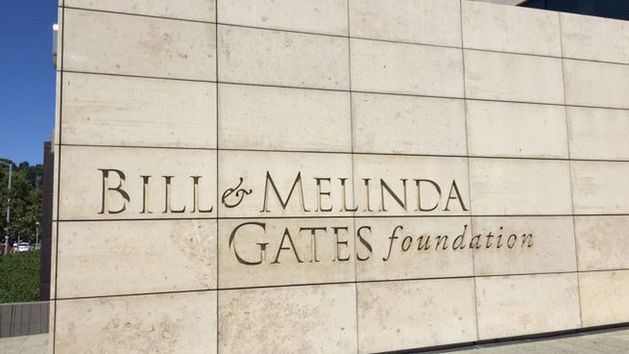 BILL & MELINDA
GATES foundation